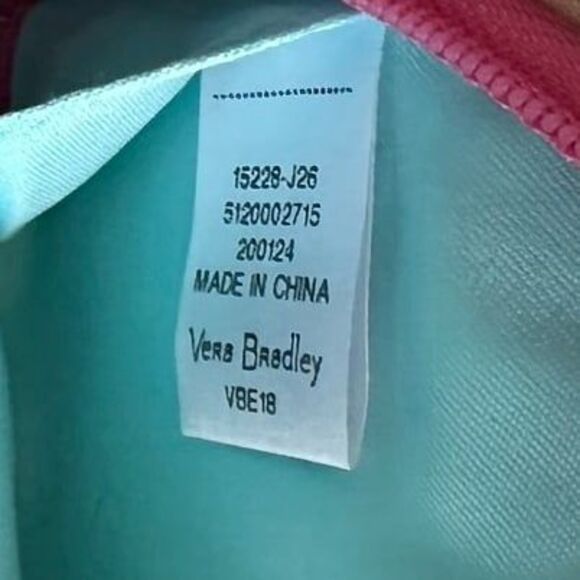 15228-J26
5120002715
200124
MADE IN CHINA
Vera Bradley
VBE18